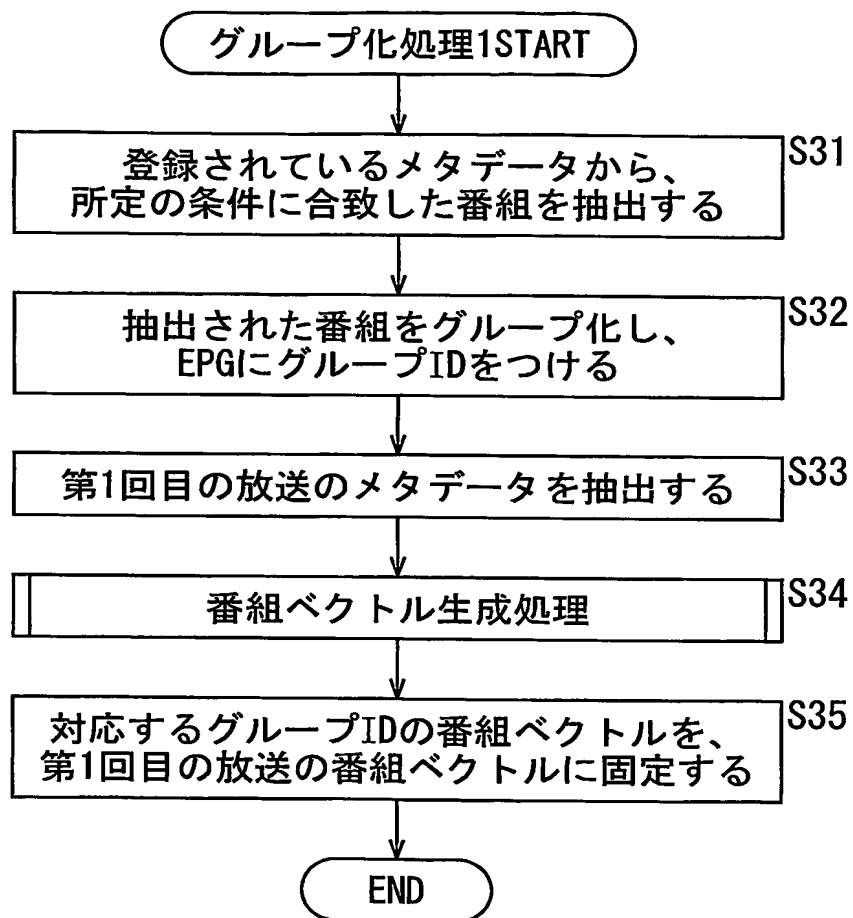 グループ化処理1START
S31
登録されているメタデータから、
所定の条件に合致した番組を抽出する
S32
抽出された番組をグループ化し、
EPGにグループIDをつける
S33
第1回目の放送のメタデータを抽出する
S34
番組ベクトル生成処理
S35
対応するグループIDの番組ベクトルを、
第1回目の放送の番組ベクトルに固定する
END